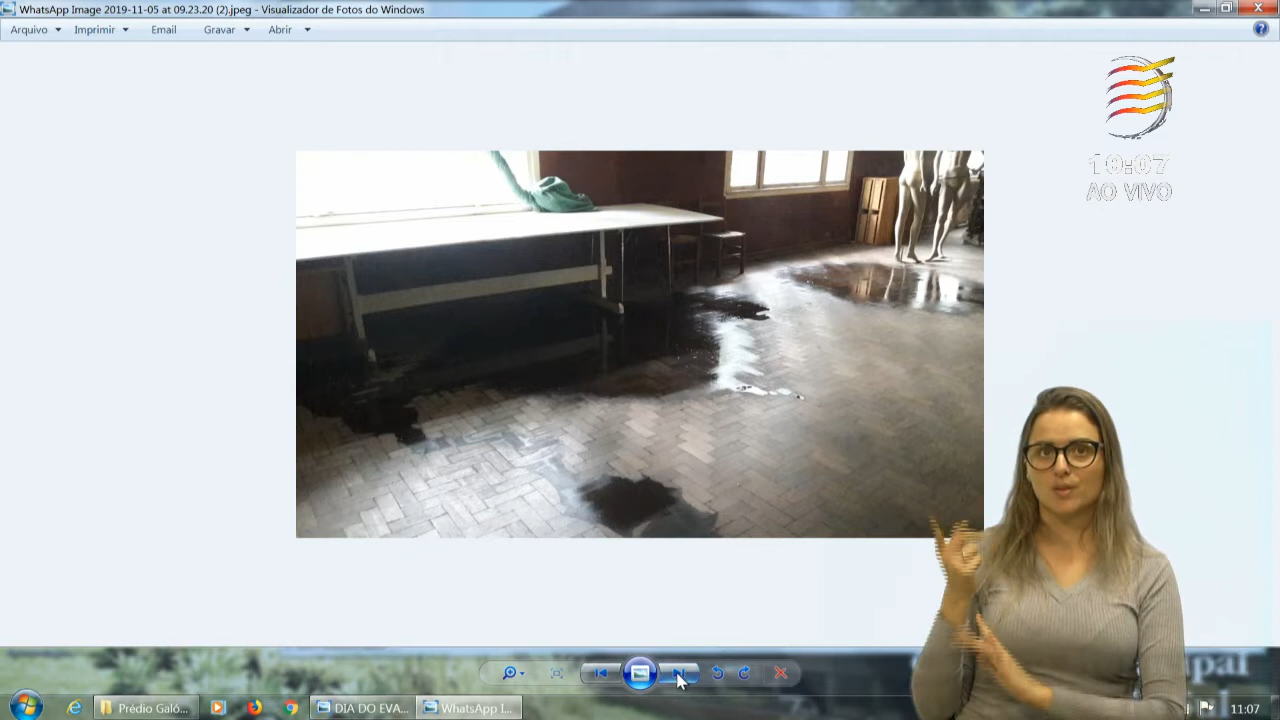 WhatsApp Image 2019-11-05 at 09.23.20 (2).jpeg - Visualizador de Fotos do Windows
Arquivo Imprimir Email Gravar Abrir
10:07
AO VIVO
Prédio Galó...
DIA DO EVA...
WhatsApp I...
11:07